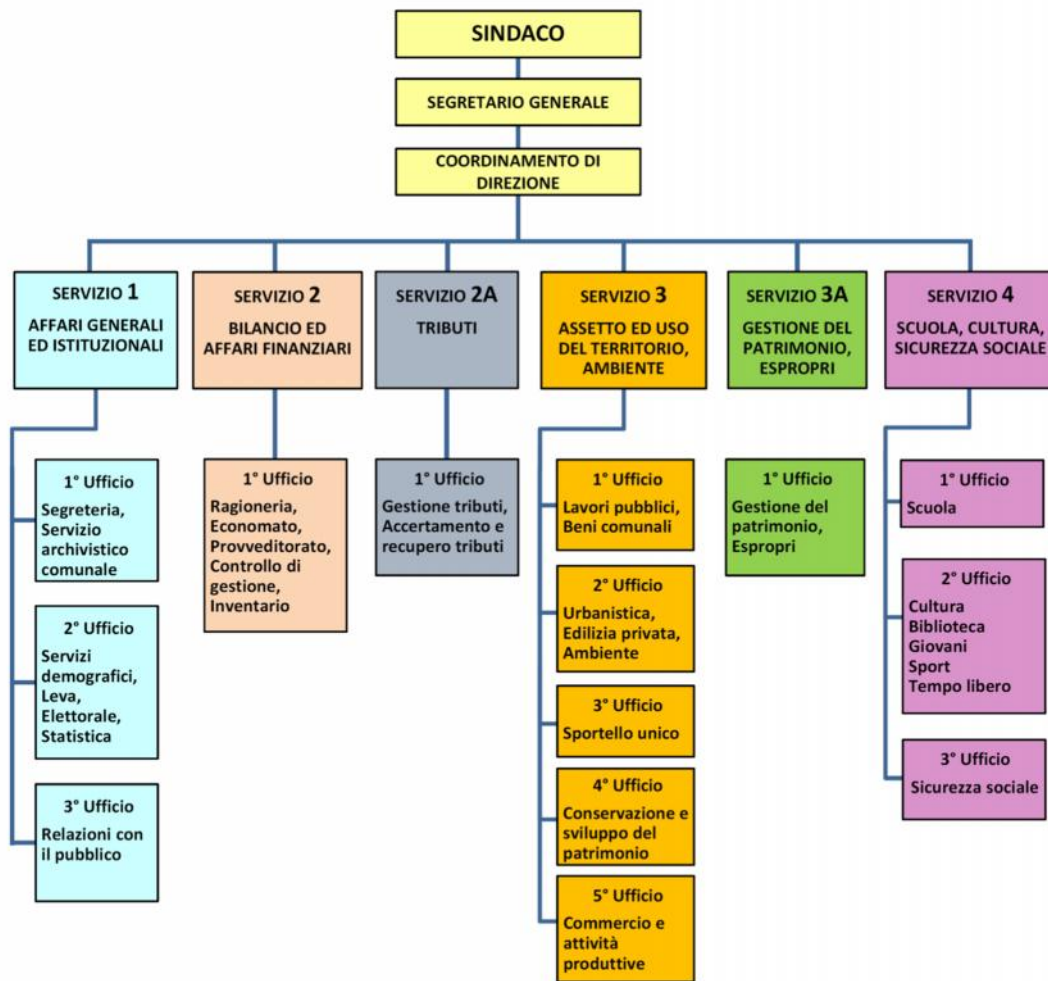 SINDACO
SEGRETARIO GENERALE
COORDINAMENTO DI
DIREZIONE
SERVIZIO 1
AFFARI GENERALI
ED ISTITUZIONALI
SERVIZIO 2
BILANCIO ED
AFFARI FINANZIARI
SERVIZIO 2A
TRIBUTI
SERVIZIO 3
ASSETTO ED USO
DEL TERRITORIO,
AMBIENTE
SERVIZIO 3A
GESTIONE DEL
PATRIMONIO,
ESPROPRI
SERVIZIO 4
SCUOLA, CULTURA,
SICUREZZA SOCIALE
1° Ufficio
Segreteria,
Servizio
archivistico
comunale
2° Ufficio
Servizi
demografici,
Leva,
Elettorale,
Statistica
3° Ufficio
Relazioni con
il pubblico
1° Ufficio
Ragioneria,
Economato,
Provveditorato,
Controllo di
gestione,
Inventario
1° Ufficio
Gestione tributi,
Accertamento e
recupero tributi
1° Ufficio
Lavori pubblici,
Beni comunali
2° Ufficio
Urbanistica,
Edilizia privata,
Ambiente
3° Ufficio
Sportello unico
4° Ufficio
Conservazione e
sviluppo del
patrimonio
5° Ufficio
Commercio e
attività
produttive
1° Ufficio
Gestione del
patrimonio,
Espropri
1° Ufficio
Scuola
2° Ufficio
Cultura
Biblioteca
Giovani
Sport
Tempo libero
3° Ufficio
Sicurezza sociale